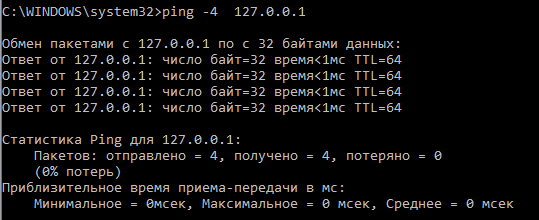 C:\WINDOWS\system32>ping -4  127.0.0.1
Обмен пакетами с 127.0.0.1 по с 32 байтами данных:
Ответ от 127.0.0.1: число байт=32 время<1мс TTL=64
Ответ от 127.0.0.1: число байт=32 время<1мс TTL=64
Ответ от 127.0.0.1: число байт=32 время<1мс TTL=64
Ответ от 127.0.0.1: число байт=32 время<1мс TTL=64
Статистика Ping для 127.0.0.1:
    Пакетов: отправлено = 4, получено = 4, потеряно = 0
    (0% потерь)
Приблизительное время приема-передачи в мс:
    Минимальное = 0мсек, Максимальное = 0 мсек, Среднее = 0 мсек